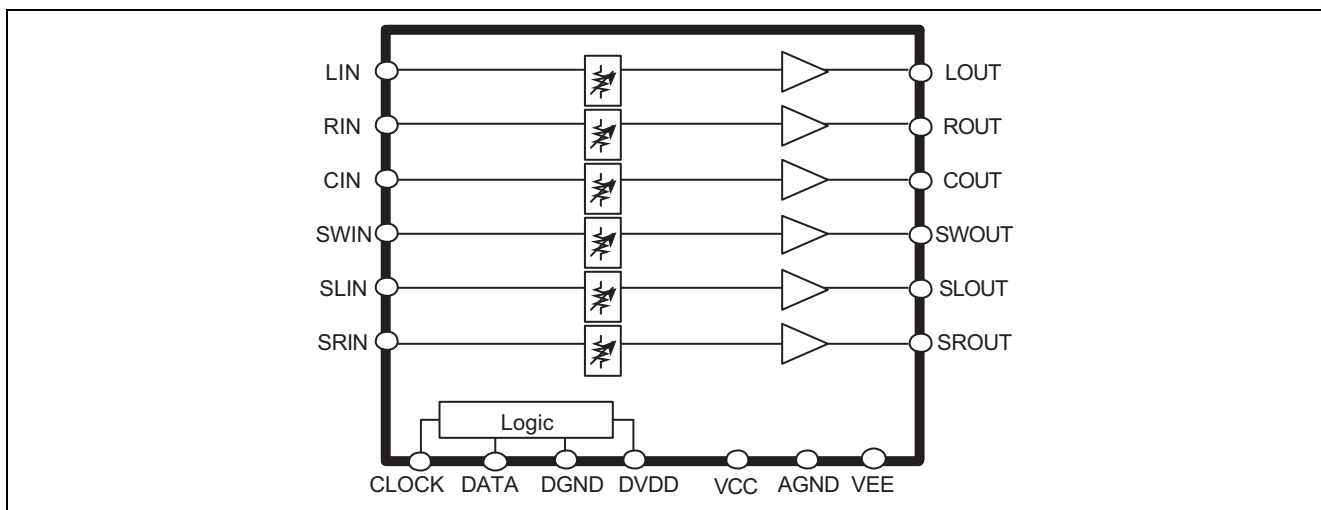 LIN LOUT
RIN ROUT
CIN COUT
SWIN SWOUT
SLIN SLOUT
SRIN SROUT
Logic
CLOCK DATA DGND DVDD VCC AGND VEE